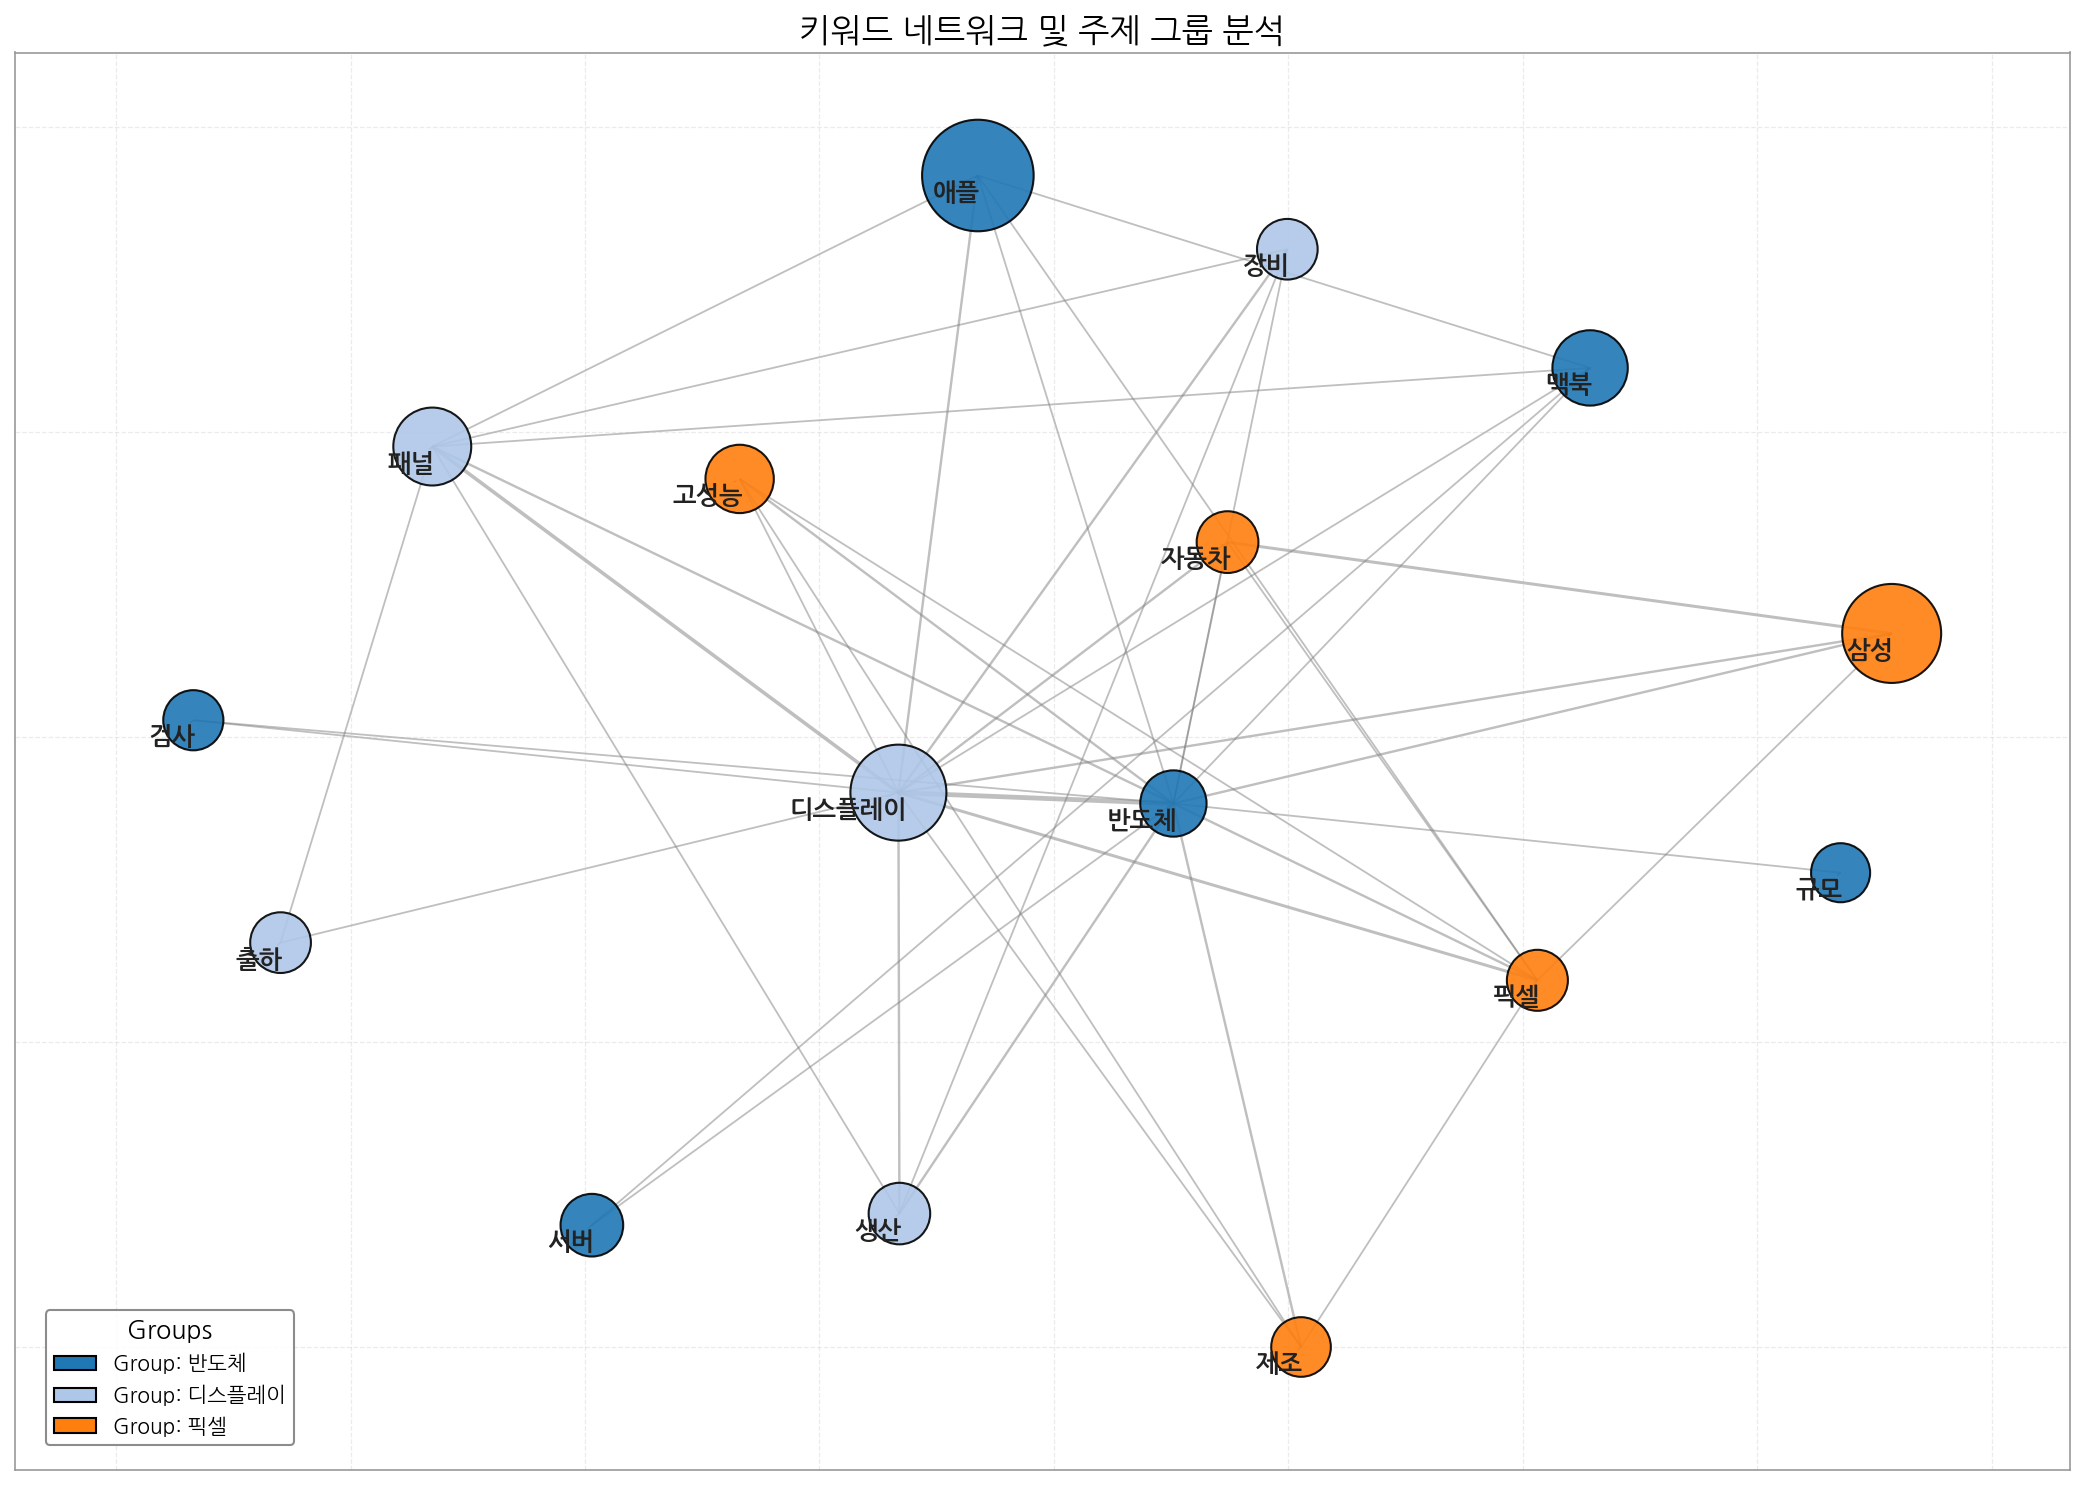 키워드 네트워크 및 주제 그룹 분석
애플
장비
맥북
패널
고성능
자동차
삼성
검사
디스플레이
반도체
규모
출하
픽셀
서버
생산
제조
Groups
Group: 반도체
Group: 디스플레이
Group: 픽셀